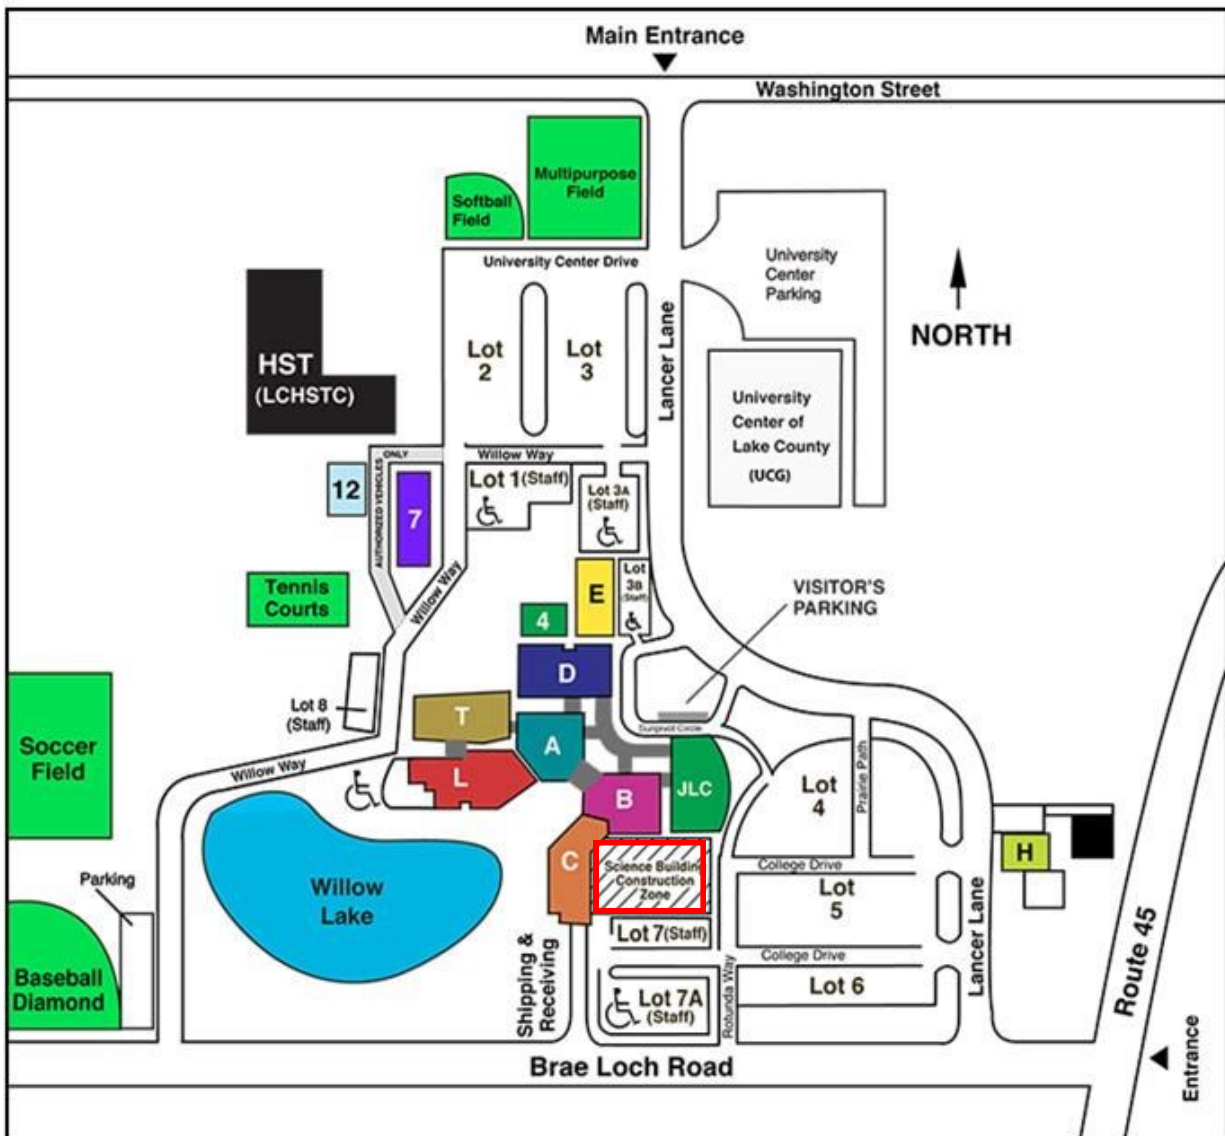 Main Entrance
Washington Street
Multipurpose
Field
Softball
Field
University Center Drive
University
Center
Parking
NORTH
HST
(LCHSTC)
Lot
2
Lot
3
Lancer Lane
University
Center of
Lake County
(UCG)
ONLY
Willow Way
AUTHORIZED VEHICLES
12
7
Lot 1 (Staff)
Lot 3A
(Staff)
Lot
3B
(Staff)
E
4
Willow Way
Tennis
Courts
VISITOR'S
PARKING
D
T
A
Lot 8
(Staff)
Soccer
Field
Willow Way
L
B
JLC
Lot
4
Prairie Path
C
Science Building
Construction
Zone
College Drive
H
Lot
5
Parking
Willow
Lake
Lot 7 (Staff)
College Drive
Lancer Lane
Route 45
Baseball
Diamond
Shipping &
Receiving
Lot 7A
(Staff)
Rotunda Way
Lot 6
Brae Loch Road
Entrance